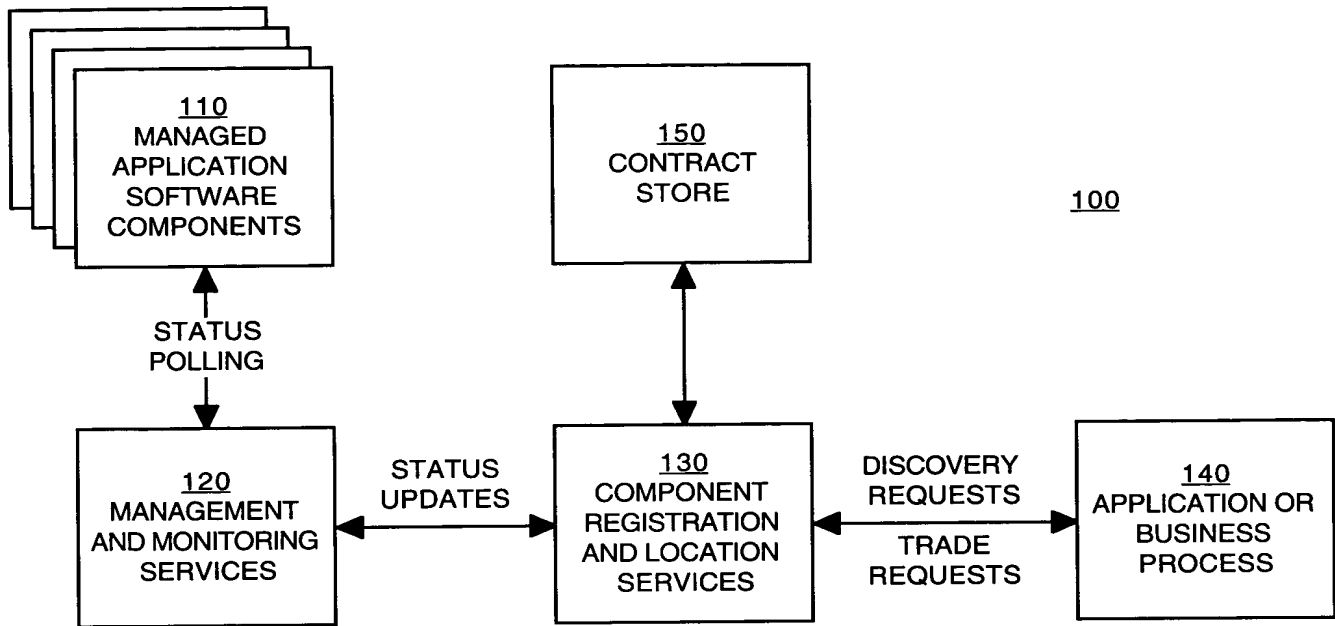 110
MANAGED
APPLICATION
SOFTWARE
COMPONENTS
150
CONTRACT
STORE
100
STATUS
POLLING
120
MANAGEMENT
AND MONITORING
SERVICES
STATUS
UPDATES
130
COMPONENT
REGISTRATION
AND LOCATION
SERVICES
DISCOVERY
REQUESTS
TRADE
REQUESTS
140
APPLICATION OR
BUSINESS
PROCESS